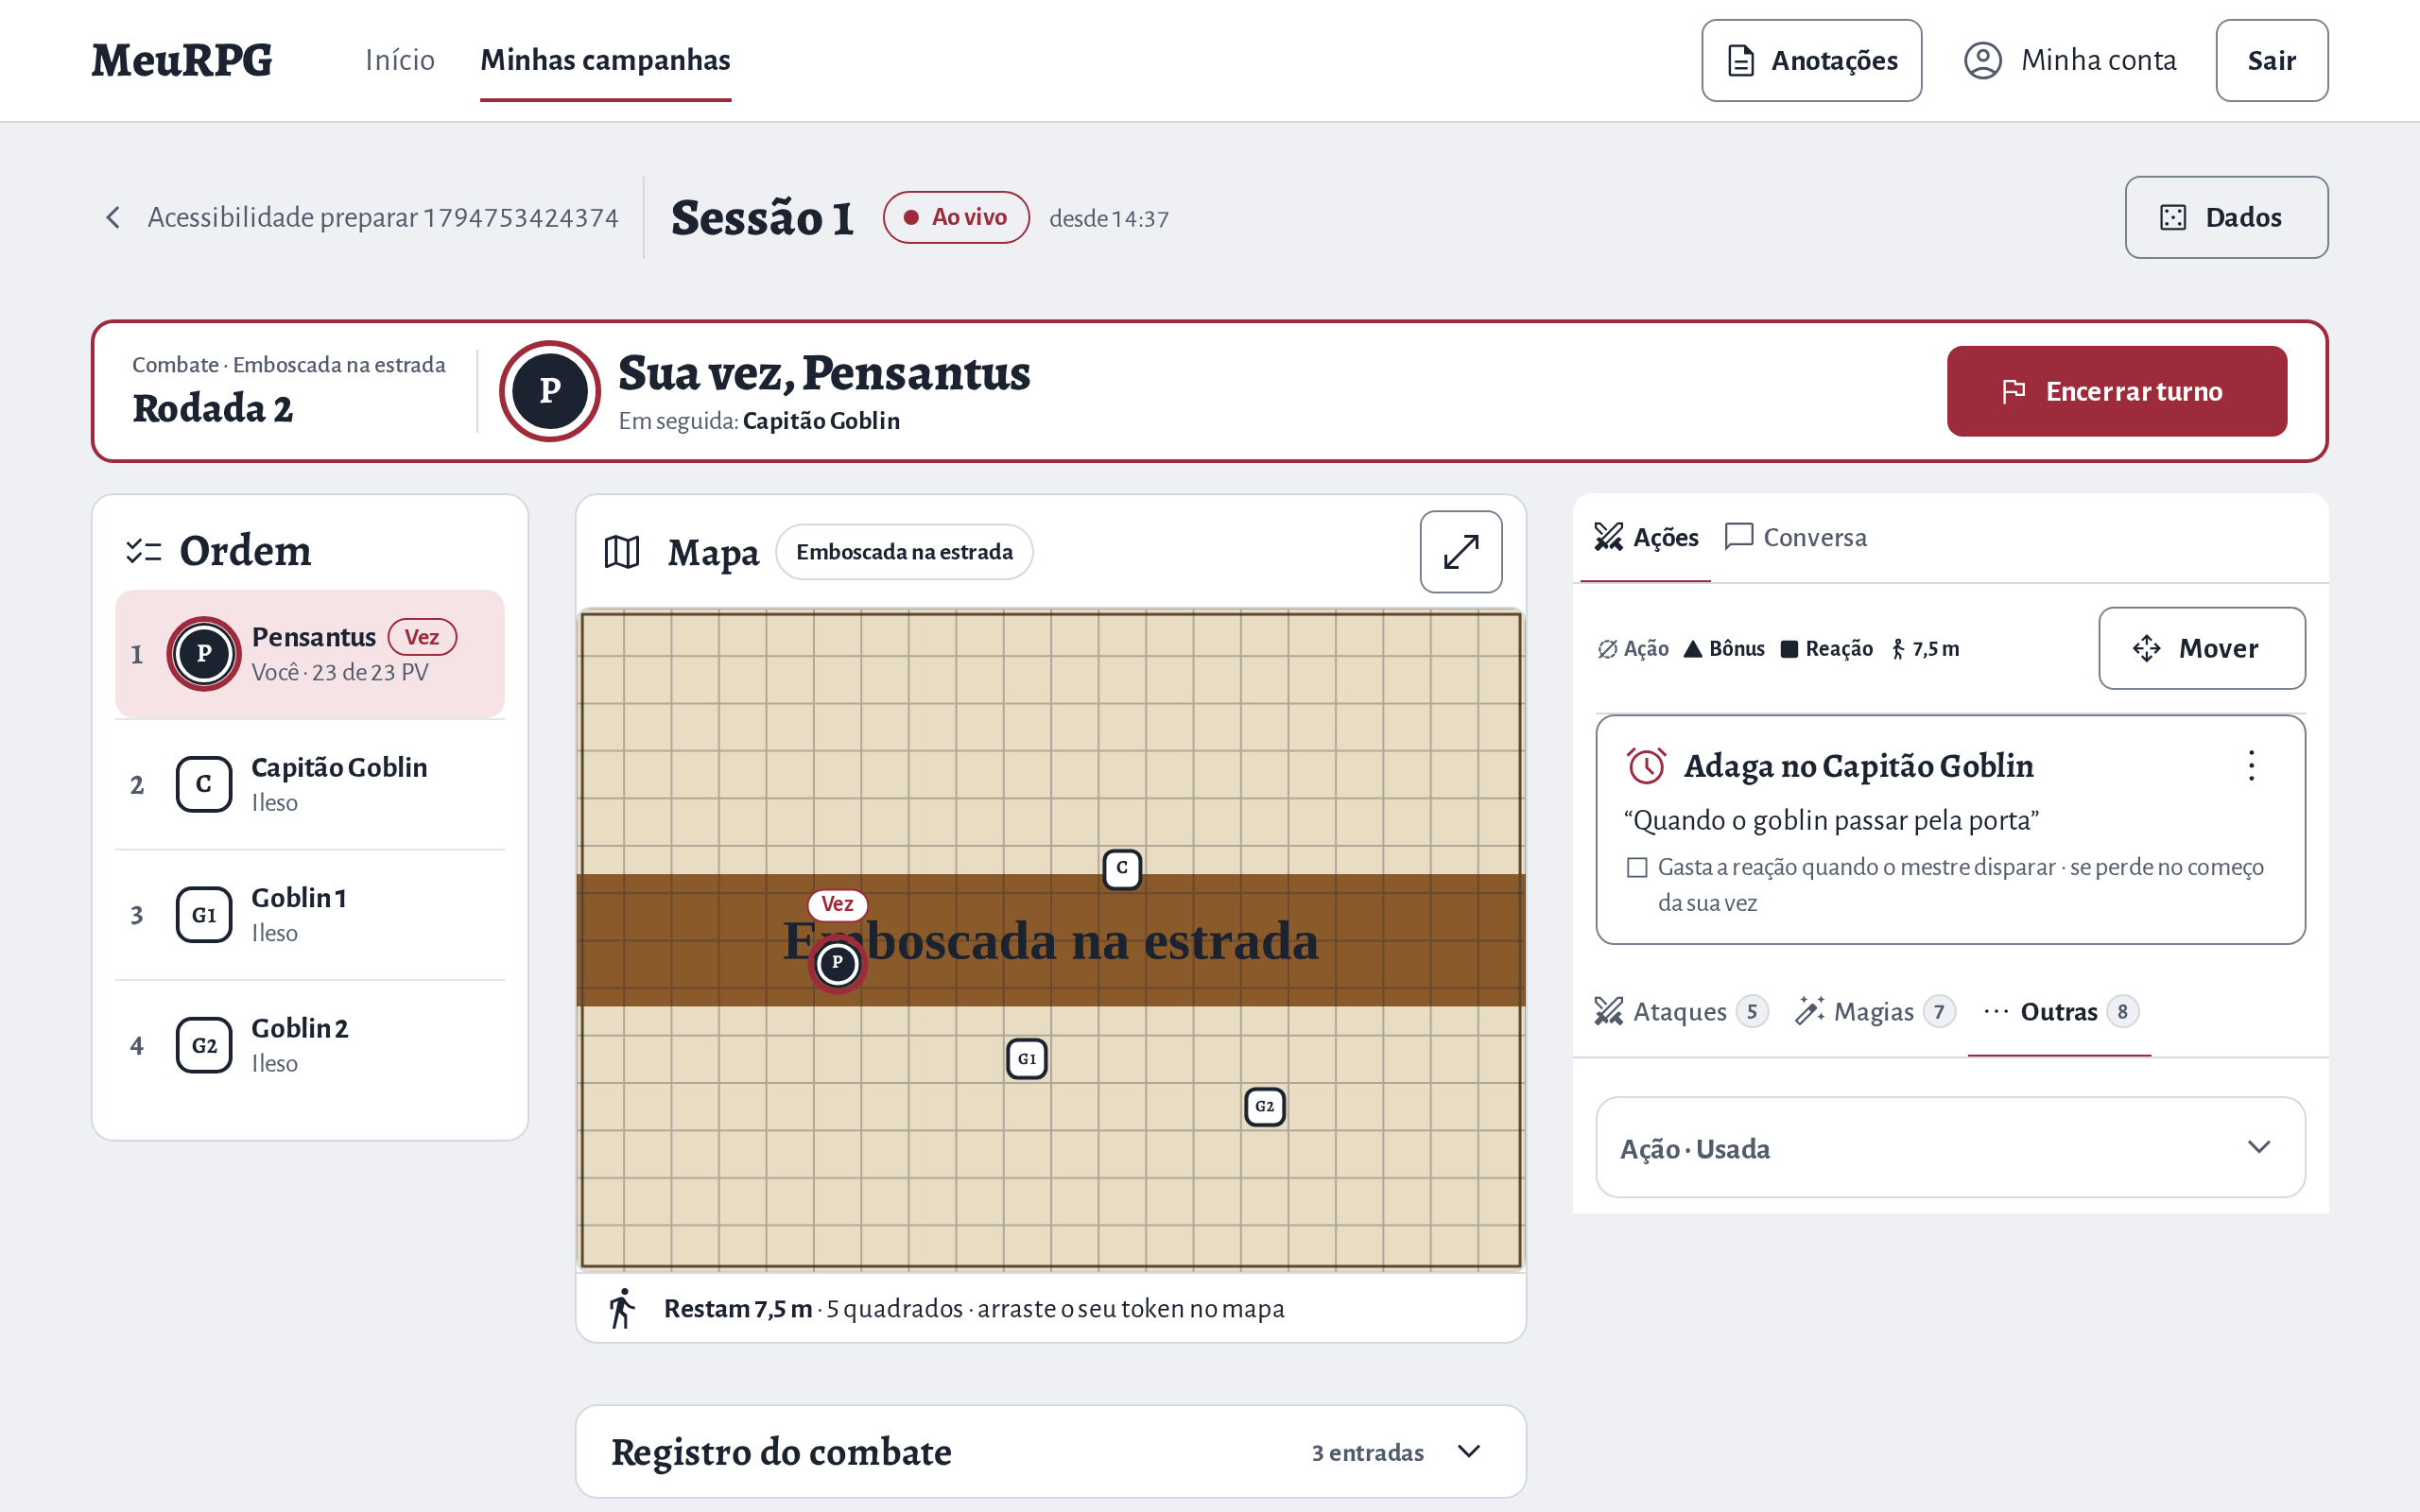 MeuRPG
Início
Minhas campanhas
Anotações
Minha conta
Sair
Acessibilidade preparar 1794753424374
Sessão 1
Ao vivo
desde 14:37
Dados
Combate · Emboscada na estrada
Rodada 2
P
Sua vez, Pensantus
Em seguida: Capitão Goblin
Encerrar turno
Ordem
1
P
Pensantus
Vez
Você · 23 de 23 PV
2
C
Capitão Goblin
Ileso
3
G1
Goblin 1
Ileso
4
G2
Goblin 2
Ileso
Mapa
Emboscada na estrada
C
Vez
Emboscada na estrada
P
G1
G2
Restam 7,5 m · 5 quadrados · arraste o seu token no mapa
Registro do combate
3 entradas
Ações
Conversa
Ação
Bônus
Reação
7,5 m
Mover
Adaga no Capitão Goblin
“Quando o goblin passar pela porta”
Gasta a reação quando o mestre disparar · se perde no começo
da sua vez
Ataques 5
Magias 7
Outras 8
Ação · Usada